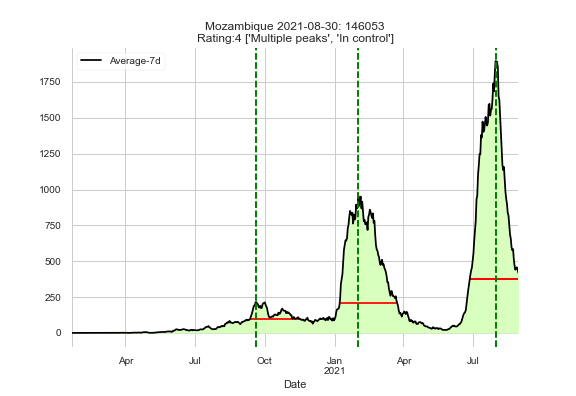 Mozambique 2021-08-30: 146053
Rating:4 ['Multiple peaks', 'In control']
Average-7d
1750
1500
1250
1000
750
500
250
0
Apr Jul Oct Jan Apr Jul
2021
Date